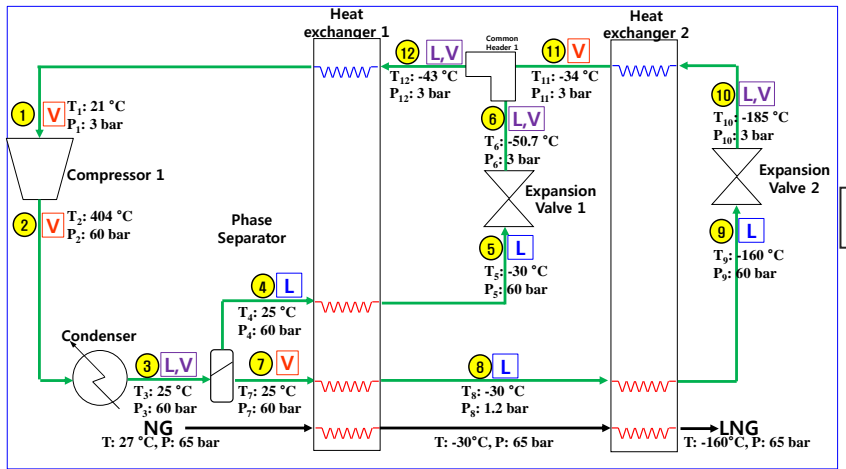 Heat
exchanger 1
Heat
exchanger 2
12 L,V
Common
Header 1
11 V
T12: -43 °C
P12: 3 bar
T11: -34 °C
P11: 3 bar
1 V
T1: 21 °C
P1: 3 bar
6 L,V
T6: -50.7 °C
P6: 3 bar
10 L,V
T10: -185 °C
P10: 3 bar
Compressor 1
Expansion
Valve 1
Expansion
Valve 2
2 V
T2: 404 °C
P2: 60 bar
Phase
Separator
5 L
T5: -30 °C
P5: 60 bar
9 L
T9: -160 °C
P9: 60 bar
4 L
T4: 25 °C
P4: 60 bar
Condenser
3 L,V
T3: 25 °C
P3: 60 bar
7 V
T7: 25 °C
P7: 60 bar
8 L
T8: -30 °C
P8: 1.2 bar
NG
T: 27 °C, P: 65 bar
T: -30°C, P: 65 bar
LNG
T: -160°C, P: 65 bar